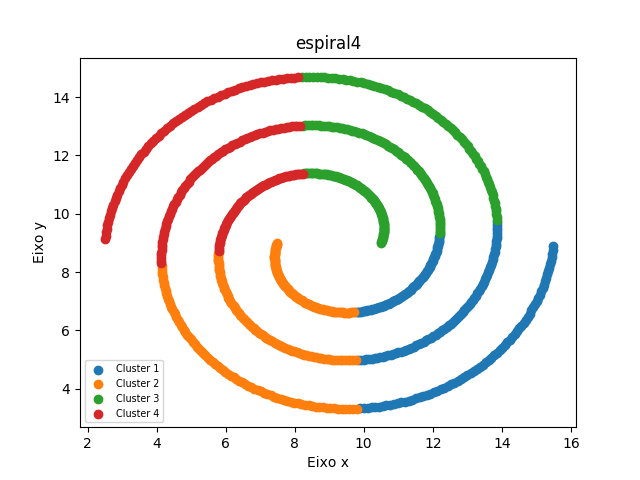 espiral4
Eixo y
14
12
10
8
6
4
Cluster 1
Cluster 2
Cluster 3
Cluster 4
2 4 6 8 10 12 14 16
Eixo x